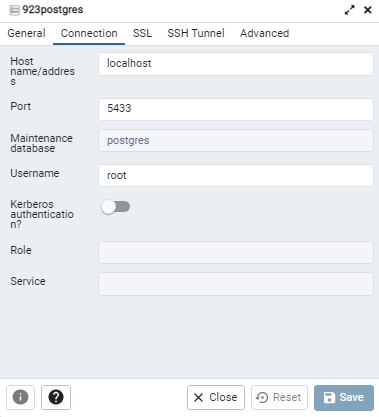 923postgres
General Connection SSL SSH Tunnel Advanced
Host
name/addres
s
localhost
Port
5433
Maintenance
database
postgres
Username
root
Kerberos
authenticatio
n?
Role
Service
Close Reset Save